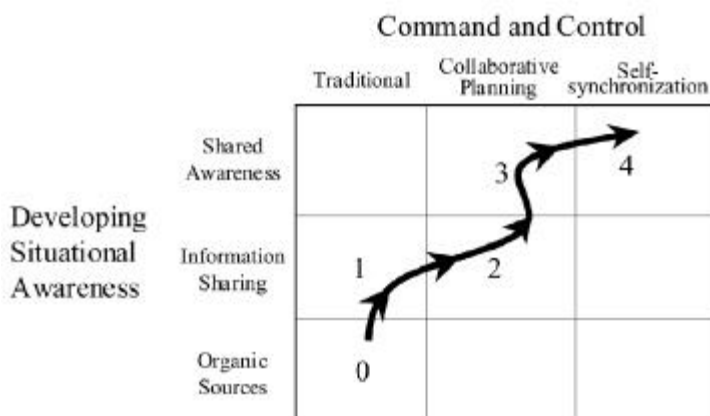 Command and Control
Traditional
Collaborative
Planning
Self-
synchronization
Shared
Awareness
3
4
Developing
Situational
Awareness
Information
Sharing
1
2
Organic
Sources
0